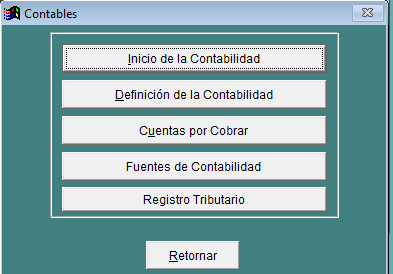 Contables
Inicio de la Contabilidad
Definición de la Contabilidad
Cuentas por Cobrar
Fuentes de Contabilidad
Registro Tributario
Retornar